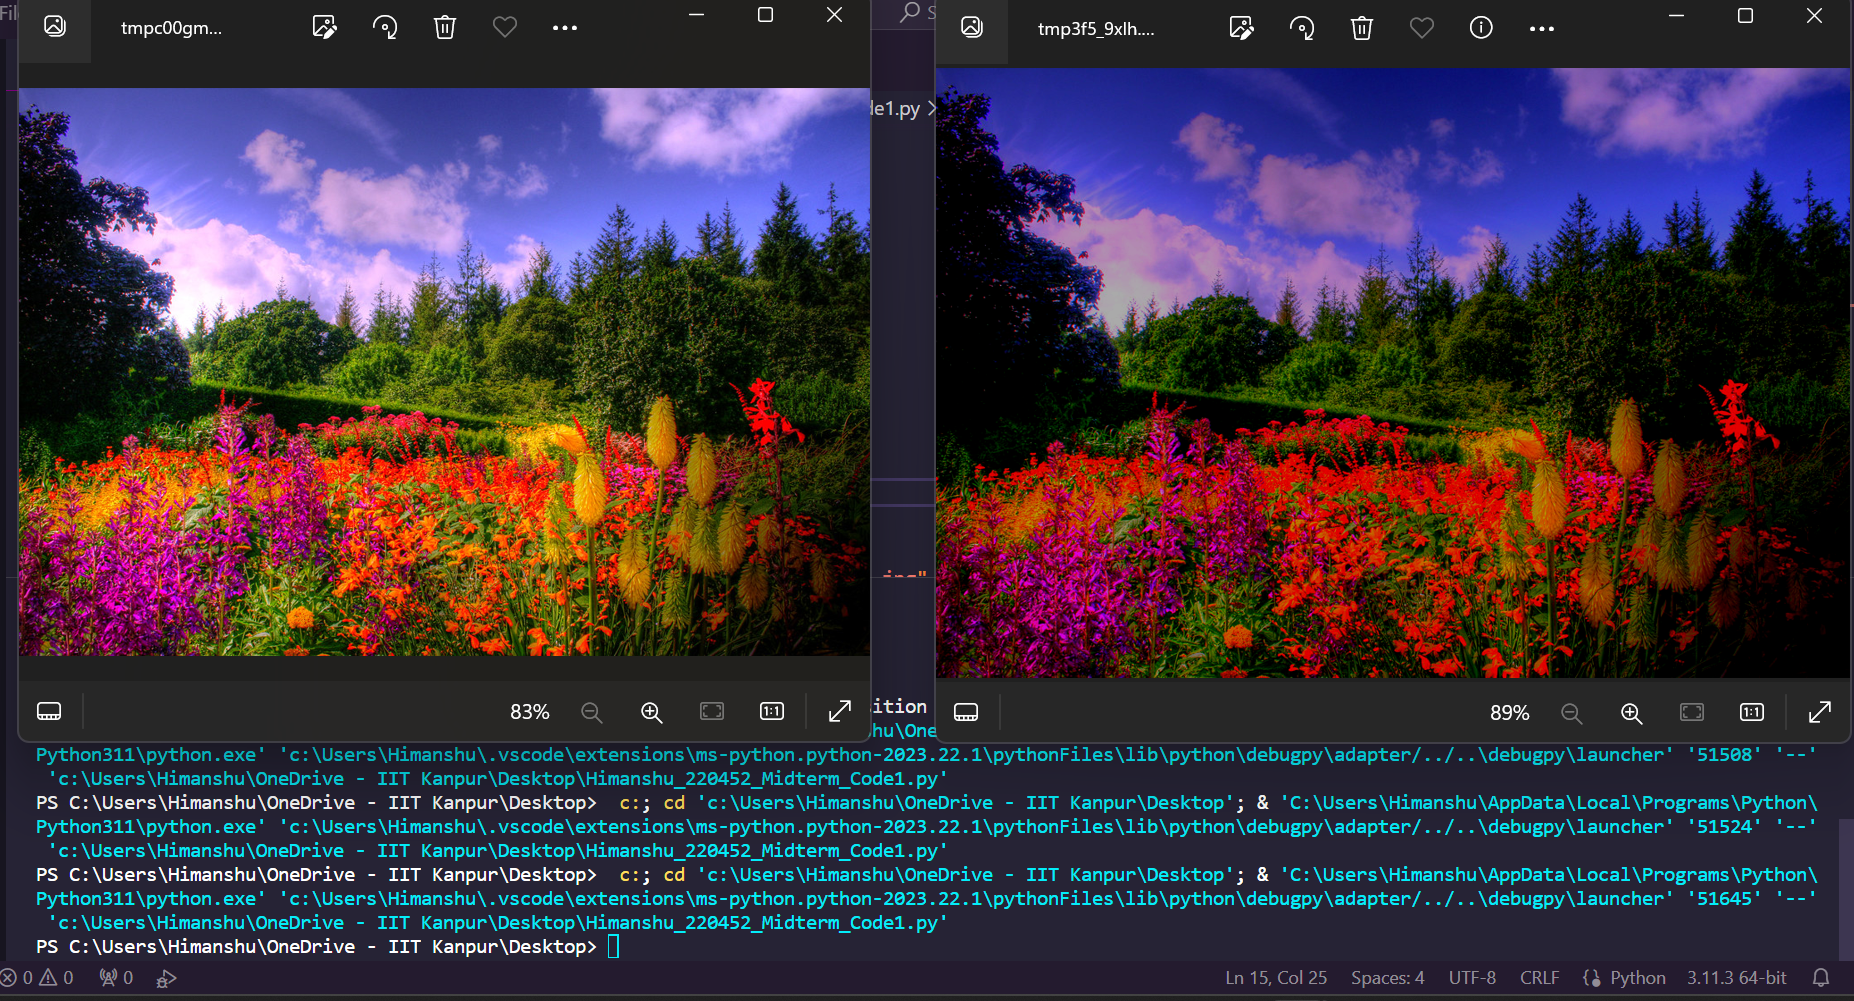 Fil
tmpc00gm...
S
tmp3f5_9xlh....
de1.py
ing"
83%
1:1
89%
1:1
ition
hu\One
Python311\python.exe' 'c:\Users\Himanshu\.vscode\extensions\ms-python.python-2023.22.1\pythonFiles\lib\python\debugpy\adapter/../..\debugpy\launcher' '51508' '--'
'c:\Users\Himanshu\OneDrive - IIT Kanpur\Desktop\Himanshu_220452_Midterm_Code1.py'
PS C:\Users\Himanshu\OneDrive - IIT Kanpur\Desktop> c:; cd 'c:\Users\Himanshu\OneDrive - IIT Kanpur\Desktop'; & 'C:\Users\Himanshu\AppData\Local\Programs\Python\
Python311\python.exe' 'c:\Users\Himanshu\.vscode\extensions\ms-python.python-2023.22.1\pythonFiles\lib\python\debugpy\adapter/../..\debugpy\launcher' '51524' '--'
'c:\Users\Himanshu\OneDrive - IIT Kanpur\Desktop\Himanshu_220452_Midterm_Code1.py'
PS C:\Users\Himanshu\OneDrive - IIT Kanpur\Desktop> c:; cd 'c:\Users\Himanshu\OneDrive - IIT Kanpur\Desktop'; & 'C:\Users\Himanshu\AppData\Local\Programs\Python\
Python311\python.exe' 'c:\Users\Himanshu\.vscode\extensions\ms-python.python-2023.22.1\pythonFiles\lib\python\debugpy\adapter/../..\debugpy\launcher' '51645' '--'
'c:\Users\Himanshu\OneDrive - IIT Kanpur\Desktop\Himanshu_220452_Midterm_Code1.py'
PS C:\Users\Himanshu\OneDrive - IIT Kanpur\Desktop>
0 0 0 Ln 15, Col 25 Spaces: 4 UTF-8 CRLF Python 3.11.3 64-bit